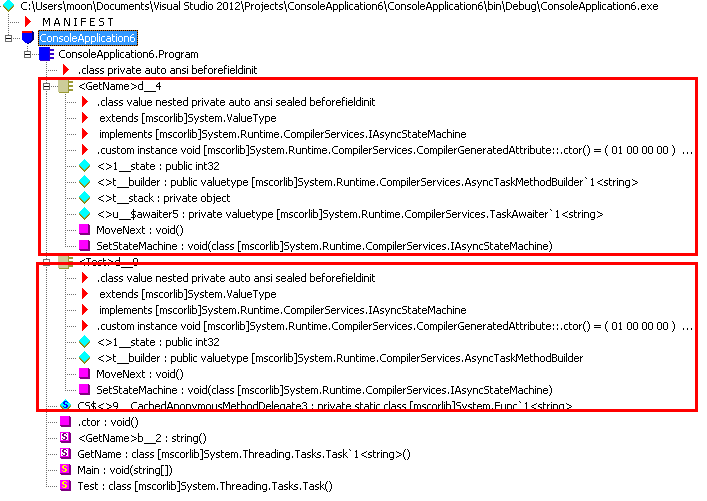 C:\Users\moon\Documents\Visual Studio 2012\Projects\ConsoleApplication6\ConsoleApplication6\bin\Debug\ConsoleApplication6.exe
M A N I F E S T
ConsoleApplication6
ConsoleApplication6.Program
.class private auto ansi beforefieldinit
<GetName>d__4
.class value nested private auto ansi sealed beforefieldinit
extends [mscorlib]System.ValueType
implements [mscorlib]System.Runtime.CompilerServices.IAsyncStateMachine
.custom instance void [mscorlib]System.Runtime.CompilerServices.CompilerGeneratedAttribute::.ctor() = ( 01 00 00 00 ) ...
<>1__state : public int32
<>t__builder : public valuetype [mscorlib]System.Runtime.CompilerServices.AsyncTaskMethodBuilder`1<string>
<>t__stack : private object
<>u__$awaiter5 : private valuetype [mscorlib]System.Runtime.CompilerServices.TaskAwaiter`1<string>
MoveNext : void()
SetStateMachine : void(class [mscorlib]System.Runtime.CompilerServices.IAsyncStateMachine)
<Test>d__0
.class value nested private auto ansi sealed beforefieldinit
extends [mscorlib]System.ValueType
implements [mscorlib]System.Runtime.CompilerServices.IAsyncStateMachine
.custom instance void [mscorlib]System.Runtime.CompilerServices.CompilerGeneratedAttribute::.ctor() = ( 01 00 00 00 ) ...
<>1__state : public int32
<>t__builder : public valuetype [mscorlib]System.Runtime.CompilerServices.AsyncTaskMethodBuilder
MoveNext : void()
SetStateMachine : void(class [mscorlib]System.Runtime.CompilerServices.IAsyncStateMachine)
CS$<>9__CachedAnonymousMethodDelegate3 : private static class [mscorlib]System.Func`1<string>
.ctor : void()
<GetName>b__2 : string()
GetName : class [mscorlib]System.Threading.Tasks.Task`1<string>()
Main : void(string[])
Test : class [mscorlib]System.Threading.Tasks.Task()